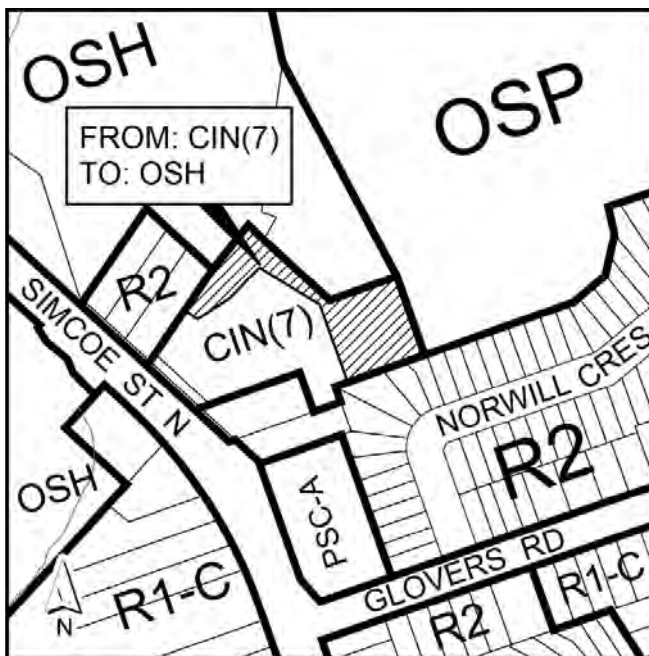 OSH
OSP
FROM: CIN(7)
TO: OSH
R2
SIMCOE ST N
CIN(7)
NORWILL CRES
R2
OSH
PSC-A
R1-C
GLOVERS RD
R1-C
R2
N